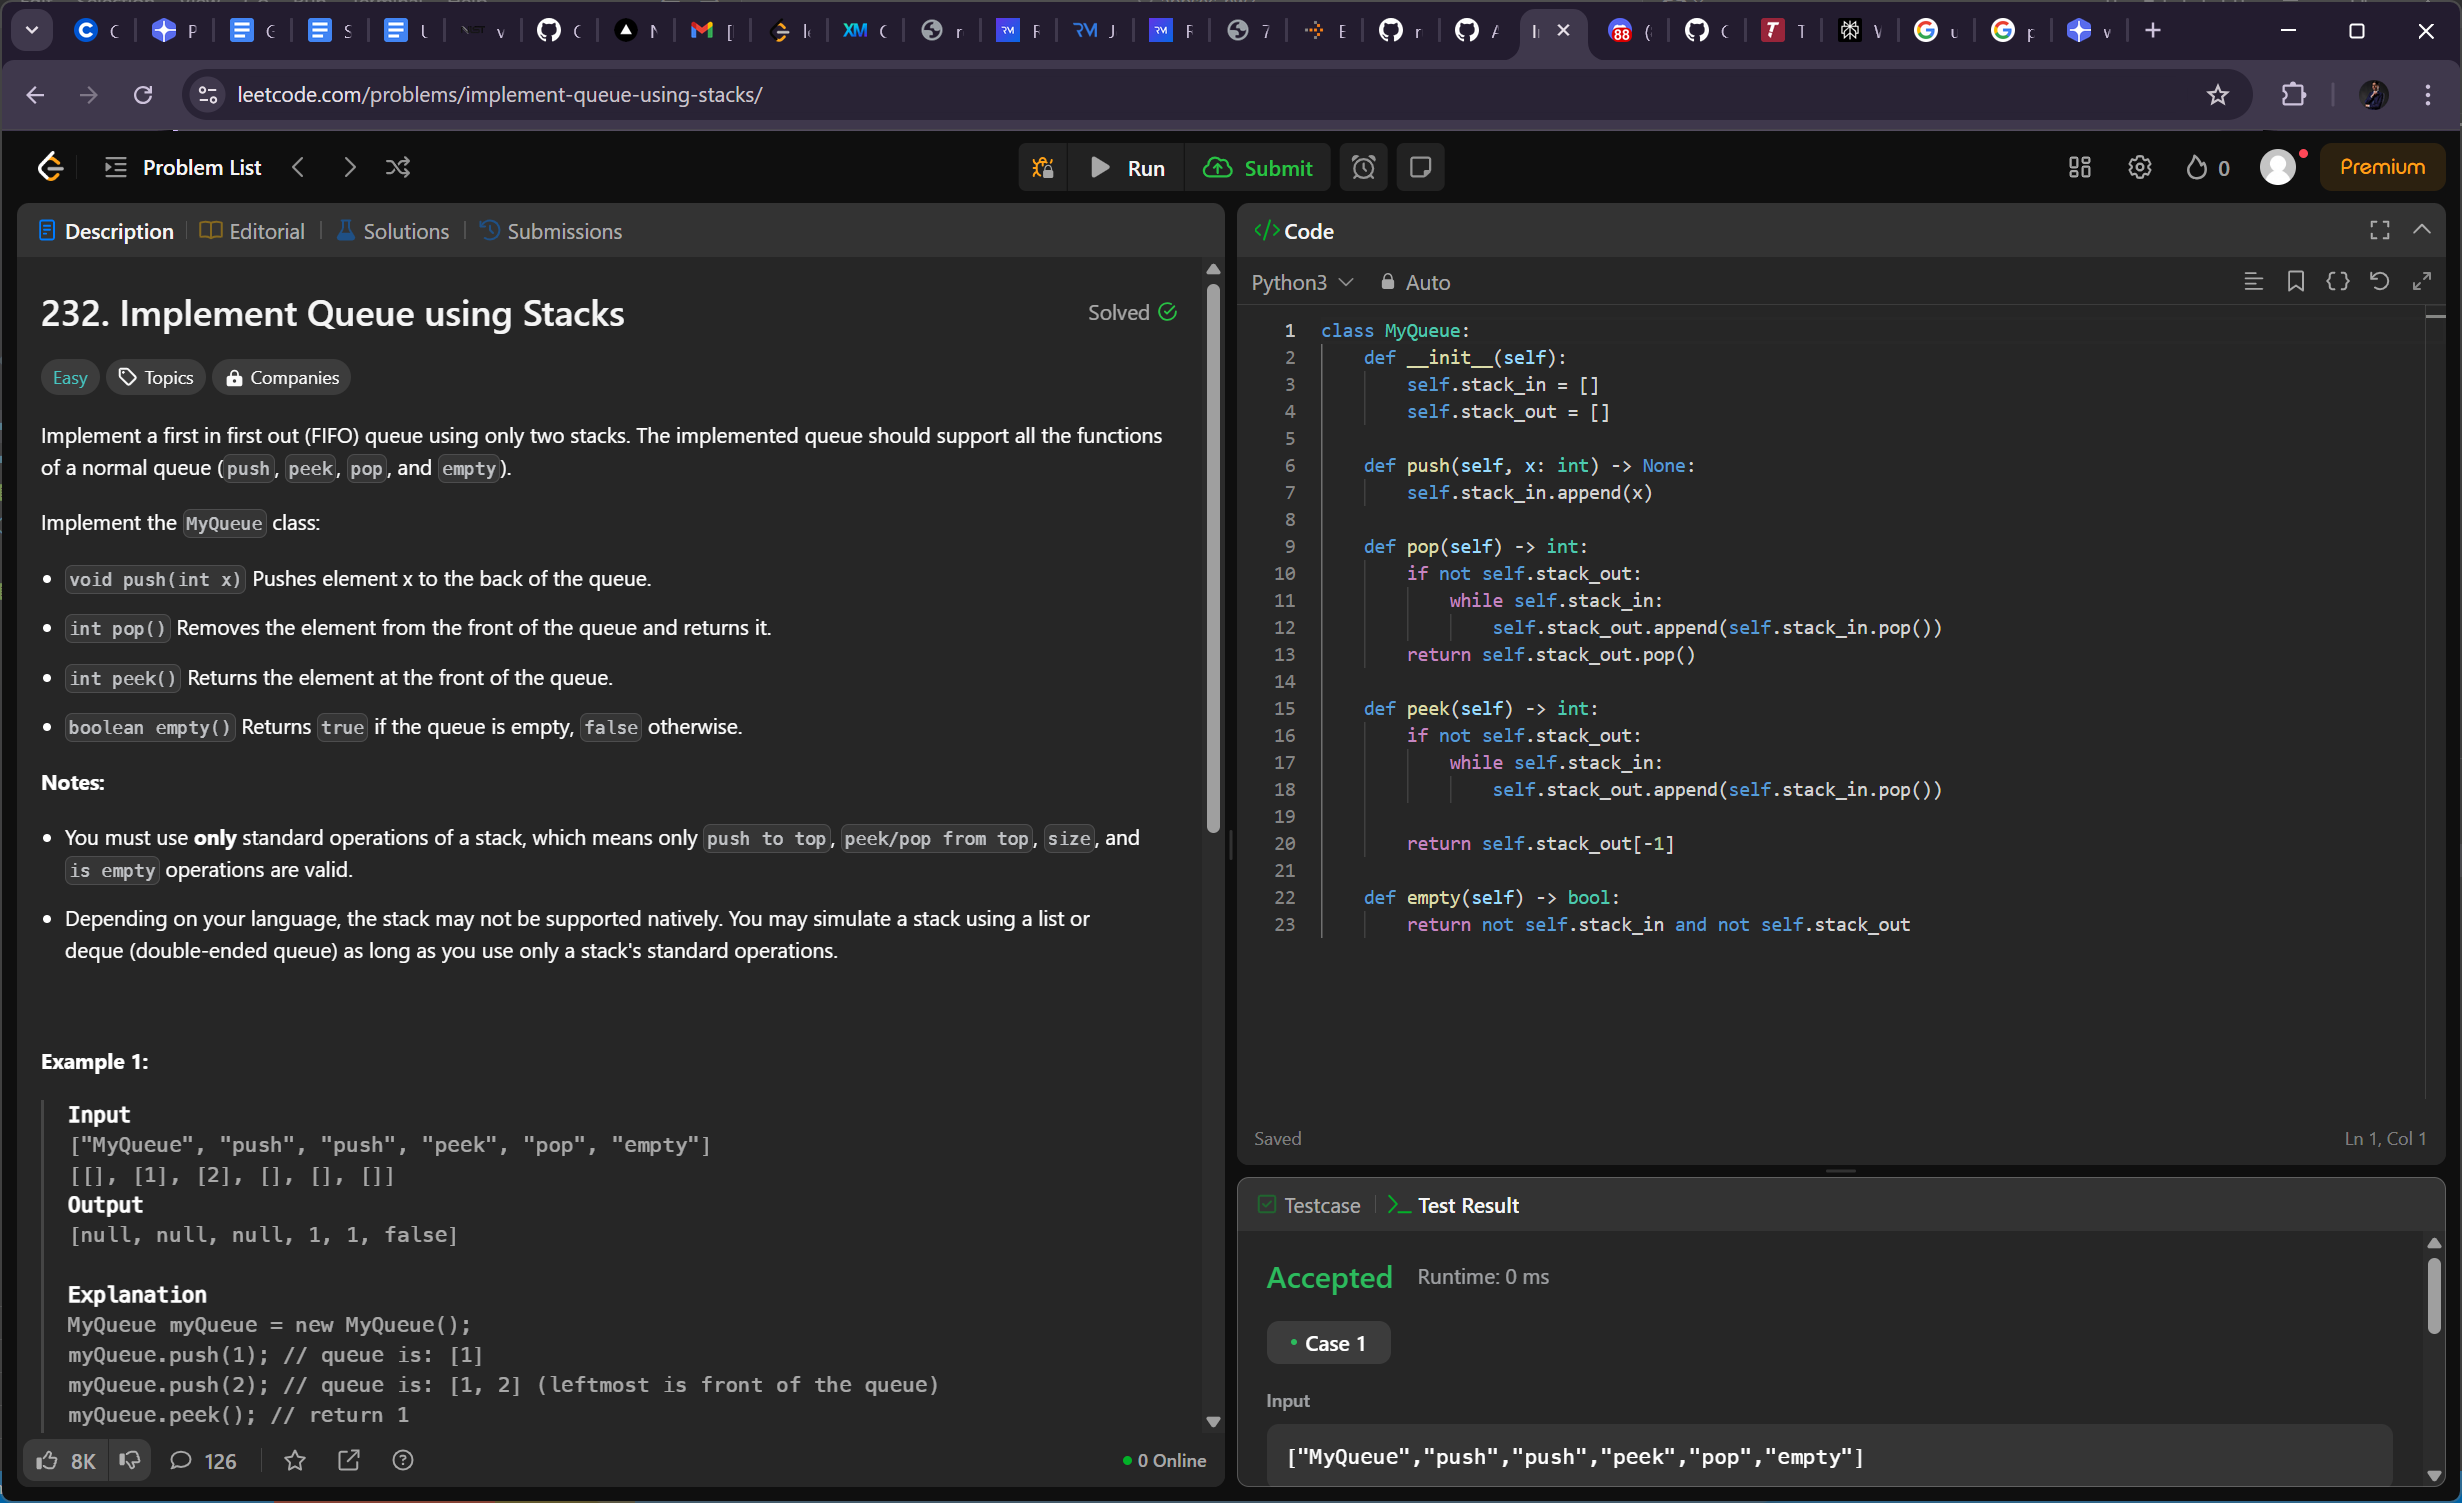 leetcode.com/problems/implement-queue-using-stacks/
Problem List
Run
Submit
0
Premium
Description
Editorial
Solutions
Submissions
232. Implement Queue using Stacks
Solved
Easy
Topics
Companies
Implement a first in first out (FIFO) queue using only two stacks. The implemented queue should support all the functions
of a normal queue (push, peek, pop, and empty).
Implement the MyQueue class:
void push(int x) Pushes element x to the back of the queue.
int pop() Removes the element from the front of the queue and returns it.
int peek() Returns the element at the front of the queue.
boolean empty() Returns true if the queue is empty, false otherwise.
Notes:
You must use only standard operations of a stack, which means only push to top, peek/pop from top, size, and
is empty operations are valid.
Depending on your language, the stack may not be supported natively. You may simulate a stack using a list or
deque (double-ended queue) as long as you use only a stack's standard operations.
Example 1:
Input
["MyQueue", "push", "push", "peek", "pop", "empty"]
[[], [1], [2], [], [], []]
Output
[null, null, null, 1, 1, false]
Explanation
MyQueue myQueue = new MyQueue();
myQueue.push(1); // queue is: [1]
myQueue.push(2); // queue is: [1, 2] (leftmost is front of the queue)
myQueue.peek(); // return 1
8K
126
0 Online
Code
Python3
Auto
1 class MyQueue:
2     def __init__(self):
3         self.stack_in = []
4         self.stack_out = []
5
6     def push(self, x: int) -> None:
7         self.stack_in.append(x)
8
9     def pop(self) -> int:
10         if not self.stack_out:
11             while self.stack_in:
12                 self.stack_out.append(self.stack_in.pop())
13         return self.stack_out.pop()
14
15     def peek(self) -> int:
16         if not self.stack_out:
17             while self.stack_in:
18                 self.stack_out.append(self.stack_in.pop())
19
20         return self.stack_out[-1]
21
22     def empty(self) -> bool:
23         return not self.stack_in and not self.stack_out
Saved
Ln 1, Col 1
Testcase
Test Result
Accepted
Runtime: 0 ms
Case 1
Input
["MyQueue","push","push","peek","pop","empty"]